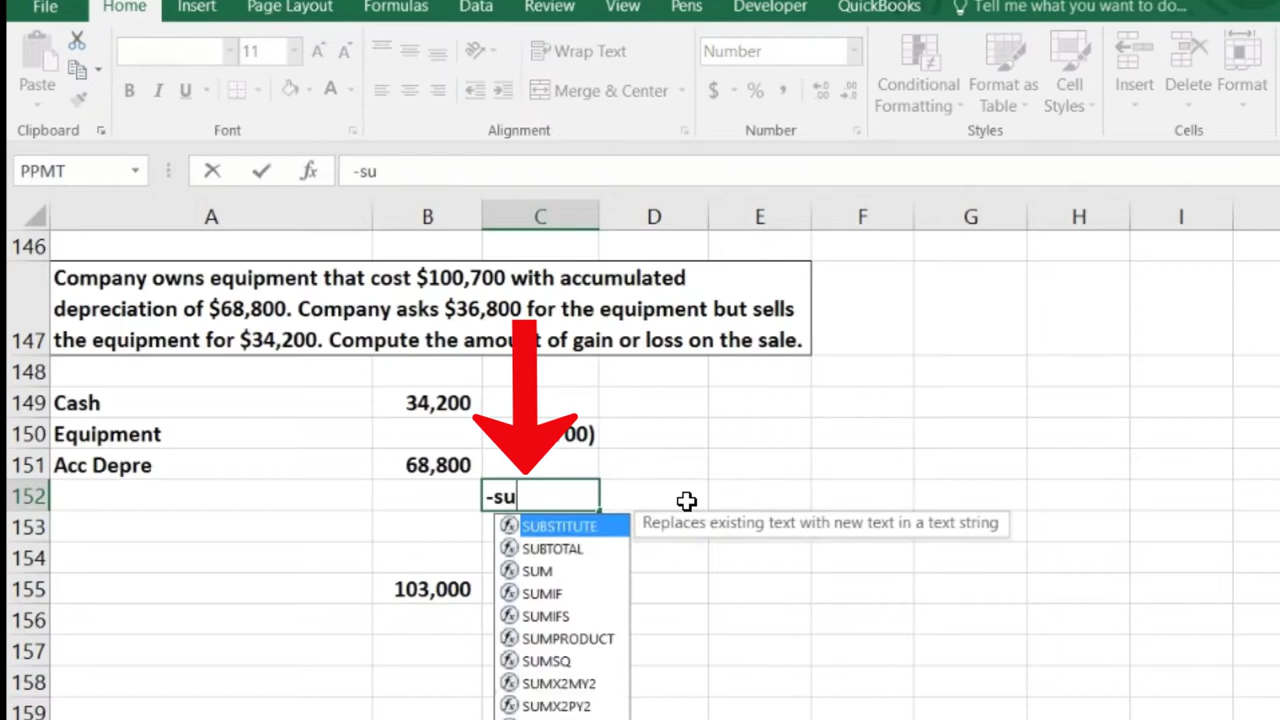 File Home Insert Page Layout Formulas Data Review View Pens Developer QuickBooks Tell me what you want to do...
11 Wrap Text Number
Paste B I U Merge & Center $ % , Conditional Formatting Format as Table Cell Styles Insert Delete Format
Clipboard Font Alignment Number Styles Cells
PPMT fx -su
A B C D E F G H I
146
147 Company owns equipment that cost $100,700 with accumulated
depreciation of $68,800. Company asks $36,800 for the equipment but sells
the equipment for $34,200. Compute the of gain or loss on the sale.
148
149 Cash 34,200
150 Equipment 00)
151 Acc Depre 68,800
152 -su
153 SUBSTITUTE Replaces existing text with new text in a text string
154 SUBTOTAL
SUM
155 103,000 SUMIF
156 SUMIFS
157 SUMPRODUCT
SUMSQ
158 SUMX2MY2
159 SUMX2PY2